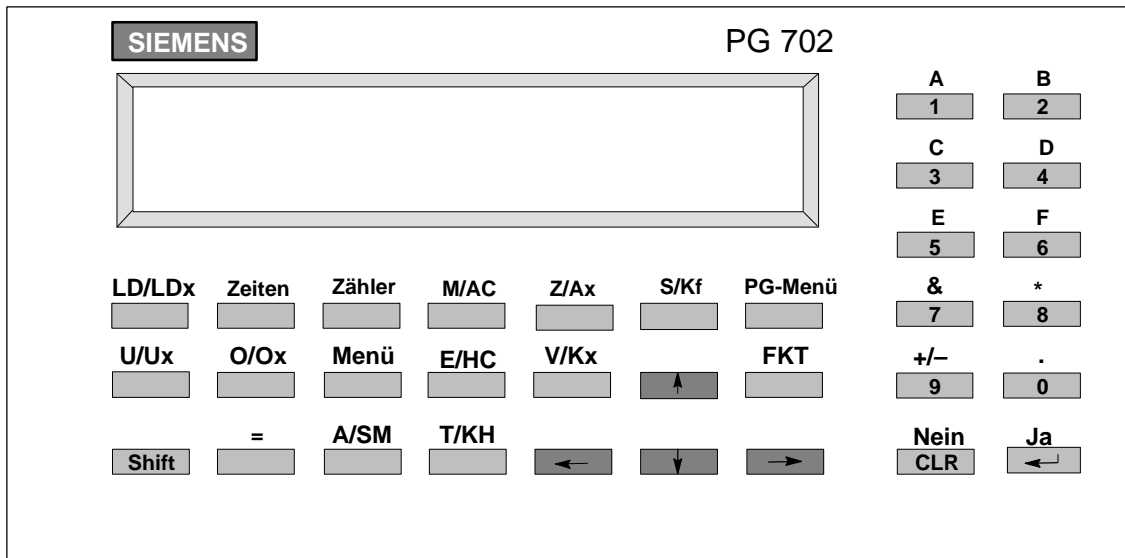 SIEMENS PG 702
A B
1 2
C D
3 4
E F
5 6
LD/LDx Zeiten Zähler M/AC Z/Ax S/Kf PG-Menü & *
7 8
U/Ux O/Ox Menü E/HC V/Kx FKT +/– .
9 0
= A/SM T/KH Nein Ja
Shift CLR